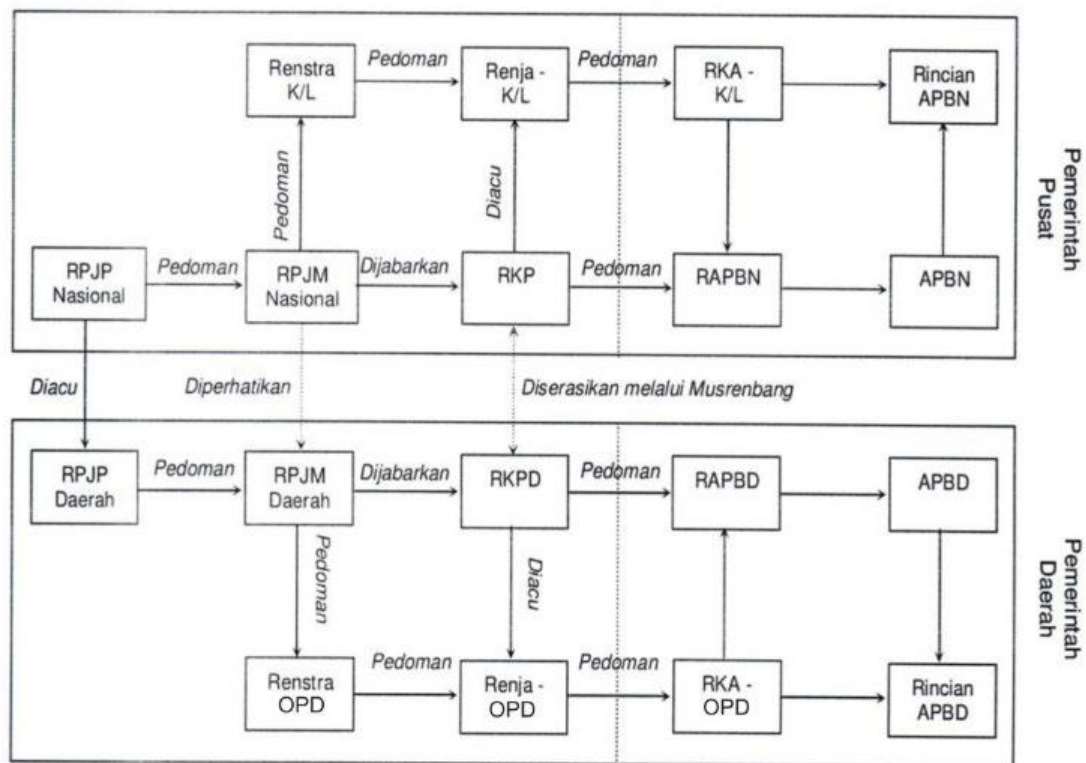 Renstra
K/L
Pedoman
Renja -
K/L
Pedoman
RKA -
K/L
Rincian
APBN
Pedoman
Diacu
RPJP
Nasional
Pedoman
RPJM
Nasional
Dijabarkan
RKP
Pedoman
RAPBN
APBN
Pemerintah
Pusat
Diacu
Diperhatikan
Diserasikan melalui Musrenbang
RPJP
Daerah
Pedoman
RPJM
Daerah
Dijabarkan
RKPD
Pedoman
RAPBD
APBD
Pedoman
Diacu
Renstra
OPD
Pedoman
Renja -
OPD
Pedoman
RKA -
OPD
Rincian
APBD
Pemerintah
Daerah